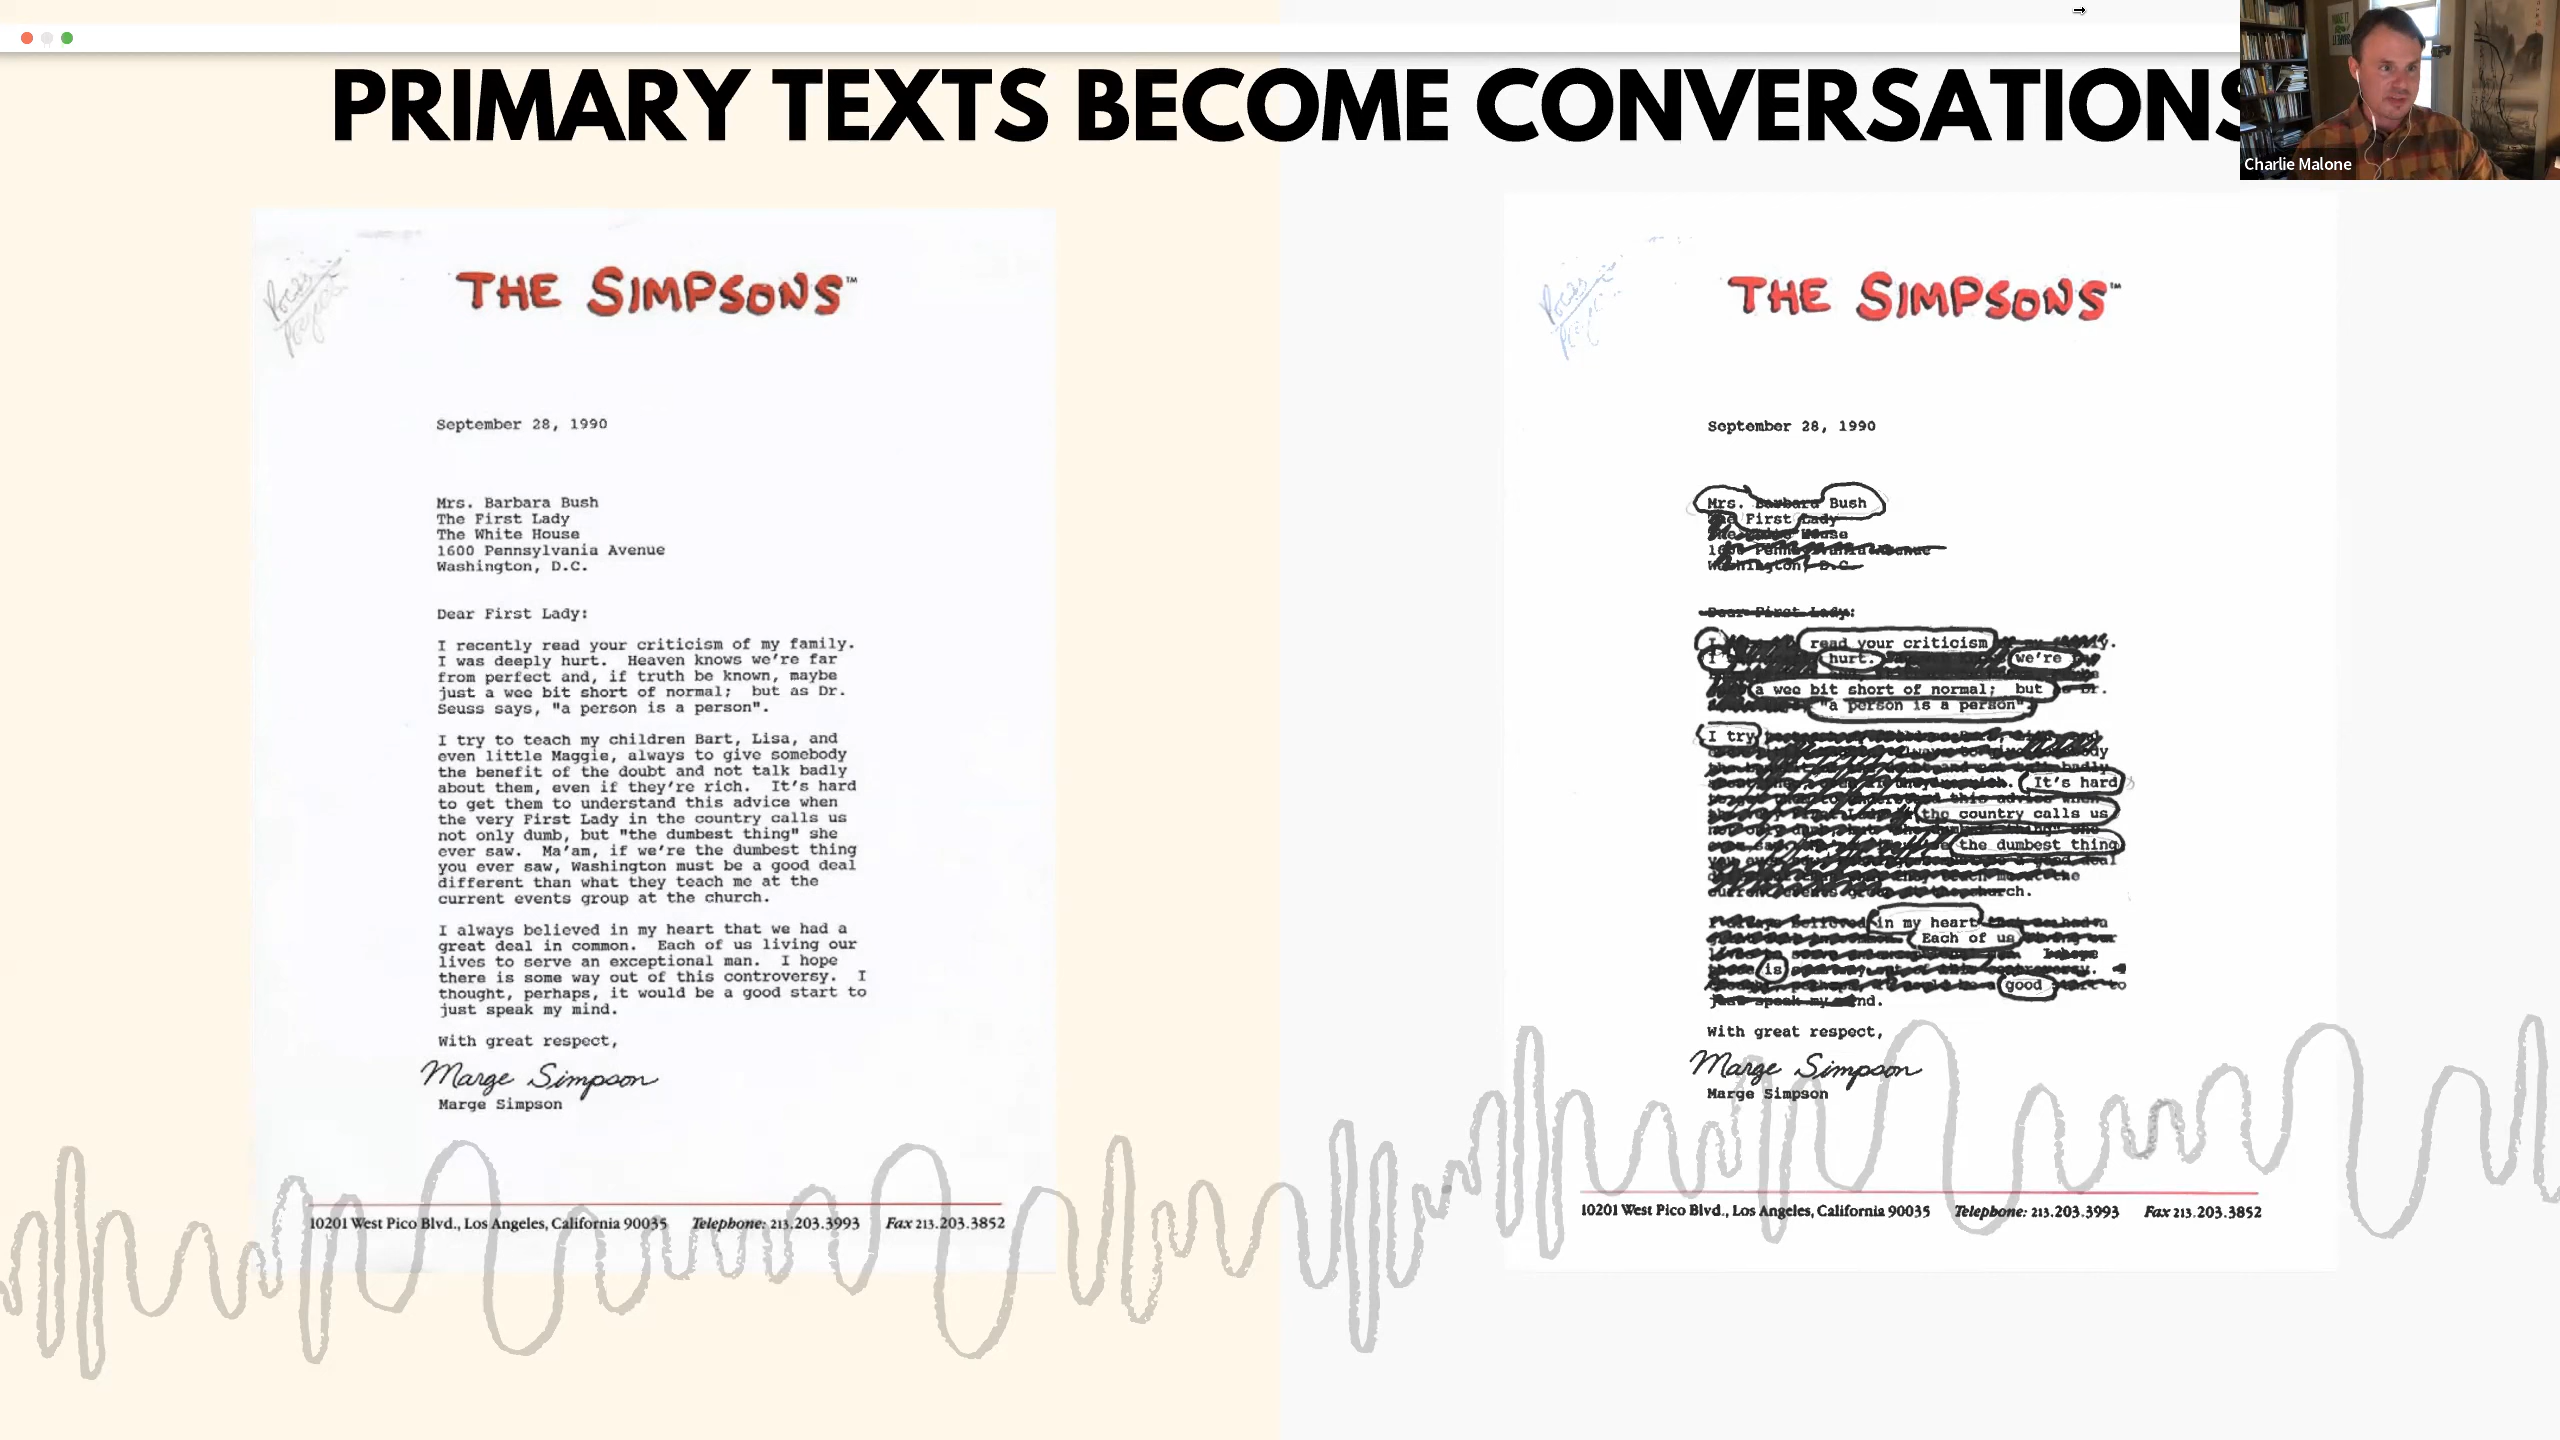 PRIMARY TEXTS BECOME CONVERSATIONS
Charlie Malone
THE SIMPSONS™
September 28, 1990
Mrs. Barbara Bush
The First Lady
The White House
1600 Pennsylvania Avenue
Washington, D.C.
Dear First Lady:
I recently read your criticism of my family.
I was deeply hurt.  Heaven knows we're far
from perfect and, if truth be known, maybe
just a wee bit short of normal;  but as Dr.
Seuss says, "a person is a person".
I try to teach my children Bart, Lisa, and
even little Maggie, always to give somebody
the benefit of the doubt and not talk badly
about them, even if they're rich.  It's hard
to get them to understand this advice when
the very First Lady in the country calls us
not only dumb, but "the dumbest thing" she
ever saw.  Ma'am, if we're the dumbest thing
you ever saw, Washington must be a good deal
different than what they teach me at the
current events group at the church.
I always believed in my heart that we had a
great deal in common.  Each of us living our
lives to serve an exceptional man.  I hope
there is some way out of this controversy.  I
thought, perhaps, it would be a good start to
just speak my mind.
With great respect,
Marge Simpson
Marge Simpson
10201 West Pico Blvd., Los Angeles, California 90035 Telephone: 213.203.3993 Fax 213.203.3852
THE SIMPSONS™
September 28, 1990
Mrs. Barbara Bush
First Lady
Washington, D.C.
Dear First Lady:
I read your criticism
I hurt. we're
a wee bit short of normal; but
"a person is a person"
I try
It's hard
the country calls us
the dumbest thing
in my heart
Each of us
is
good
With great respect,
Marge Simpson
Marge Simpson
10201 West Pico Blvd., Los Angeles, California 90035 Telephone: 213.203.3993 Fax 213.203.3852